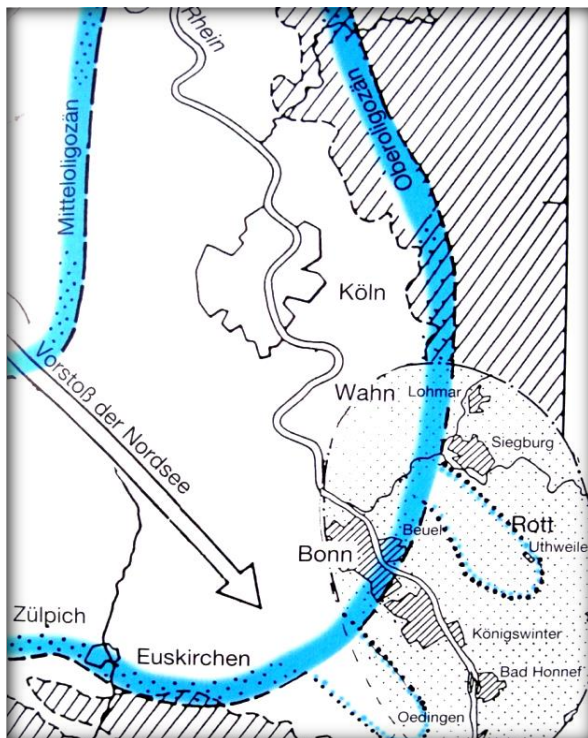 Rhein
Mitteloligozän
Oberoligozän
Köln
Vorstoß der Nordsee
Wahn
Lohmar
Siegburg
Beuel
Rott
Bonn
Uthweile
Zülpich
Königswinter
Euskirchen
Bad Honnef
Oedingen